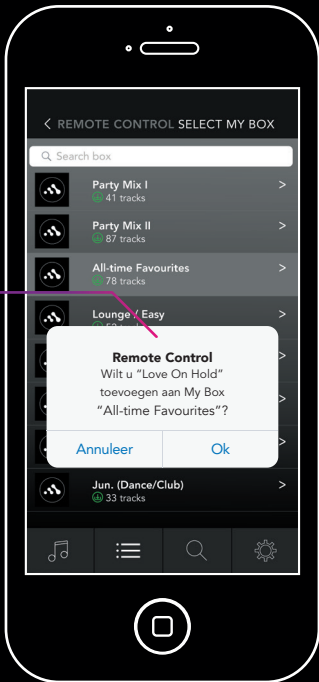 < REMOTE CONTROL SELECT MY BOX
Search box
Party Mix I
41 tracks
Party Mix II
87 tracks
All-time Favourites
78 tracks
Lounge / Easy
tracks
Remote Control
Wilt u “Love On Hold”
toevoegen aan My Box
“All-time Favourites”?
Annuleer Ok
Jun. (Dance/Club)
33 tracks